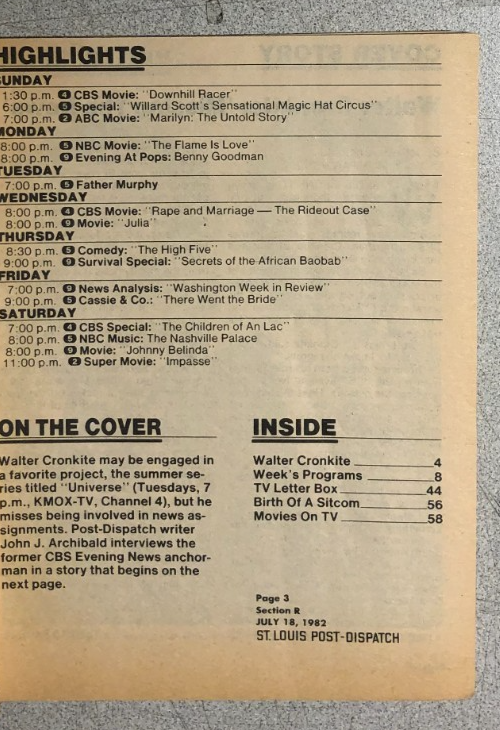 HIGHLIGHTS
SUNDAY
1:30 p.m. 4 CBS Movie: "Downhill Racer"
6:00 p.m. 5 Special: "Willard Scott's Sensational Magic Hat Circus"
7:00 p.m. 2 ABC Movie: "Marilyn: The Untold Story"
MONDAY
8:00 p.m. 5 NBC Movie: "The Flame Is Love"
8:00 p.m. 9 Evening At Pops: Benny Goodman
TUESDAY
7:00 p.m. 5 Father Murphy
WEDNESDAY
8:00 p.m. 4 CBS Movie: "Rape and Marriage — The Rideout Case"
8:00 p.m. 9 Movie: "Julia"
THURSDAY
8:30 p.m. 5 Comedy: "The High Five"
9:00 p.m. 9 Survival Special: "Secrets of the African Baobab"
FRIDAY
7:00 p.m. 9 News Analysis: "Washington Week in Review"
9:00 p.m. 5 Cassie & Co.: "There Went the Bride"
SATURDAY
7:00 p.m. 4 CBS Special: "The Children of An Lac"
8:00 p.m. 5 NBC Music: The Nashville Palace
8:00 p.m. 9 Movie: "Johnny Belinda"
11:00 p.m. 2 Super Movie: "Impasse"
ON THE COVER
Walter Cronkite may be engaged in
a favorite project, the summer se-
ries titled "Universe" (Tuesdays, 7
p.m., KMOX-TV, Channel 4), but he
misses being involved in news as-
signments. Post-Dispatch writer
John J. Archibald interviews the
former CBS Evening News anchor-
man in a story that begins on the
next page.
INSIDE
Walter Cronkite 4
Week's Programs 8
TV Letter Box 44
Birth Of A Sitcom 56
Movies On TV 58
Page 3
Section R
JULY 18, 1982
ST. LOUIS POST-DISPATCH